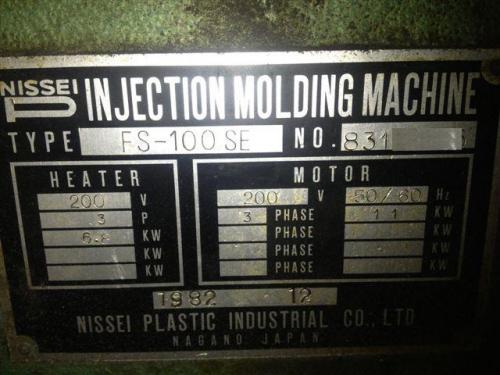 NISSEI INJECTION MOLDING MACHINE
TYPE FS-100SE NO. 831
HEATER
200 V
3 P
KW
KW
KW
MOTOR
200 V 50/60 Hz
3 PHASE 11 KW
PHASE KW
PHASE KW
PHASE KW
1982 12
NISSEI PLASTIC INDUSTRIAL CO., LTD
NAGANO JAPAN